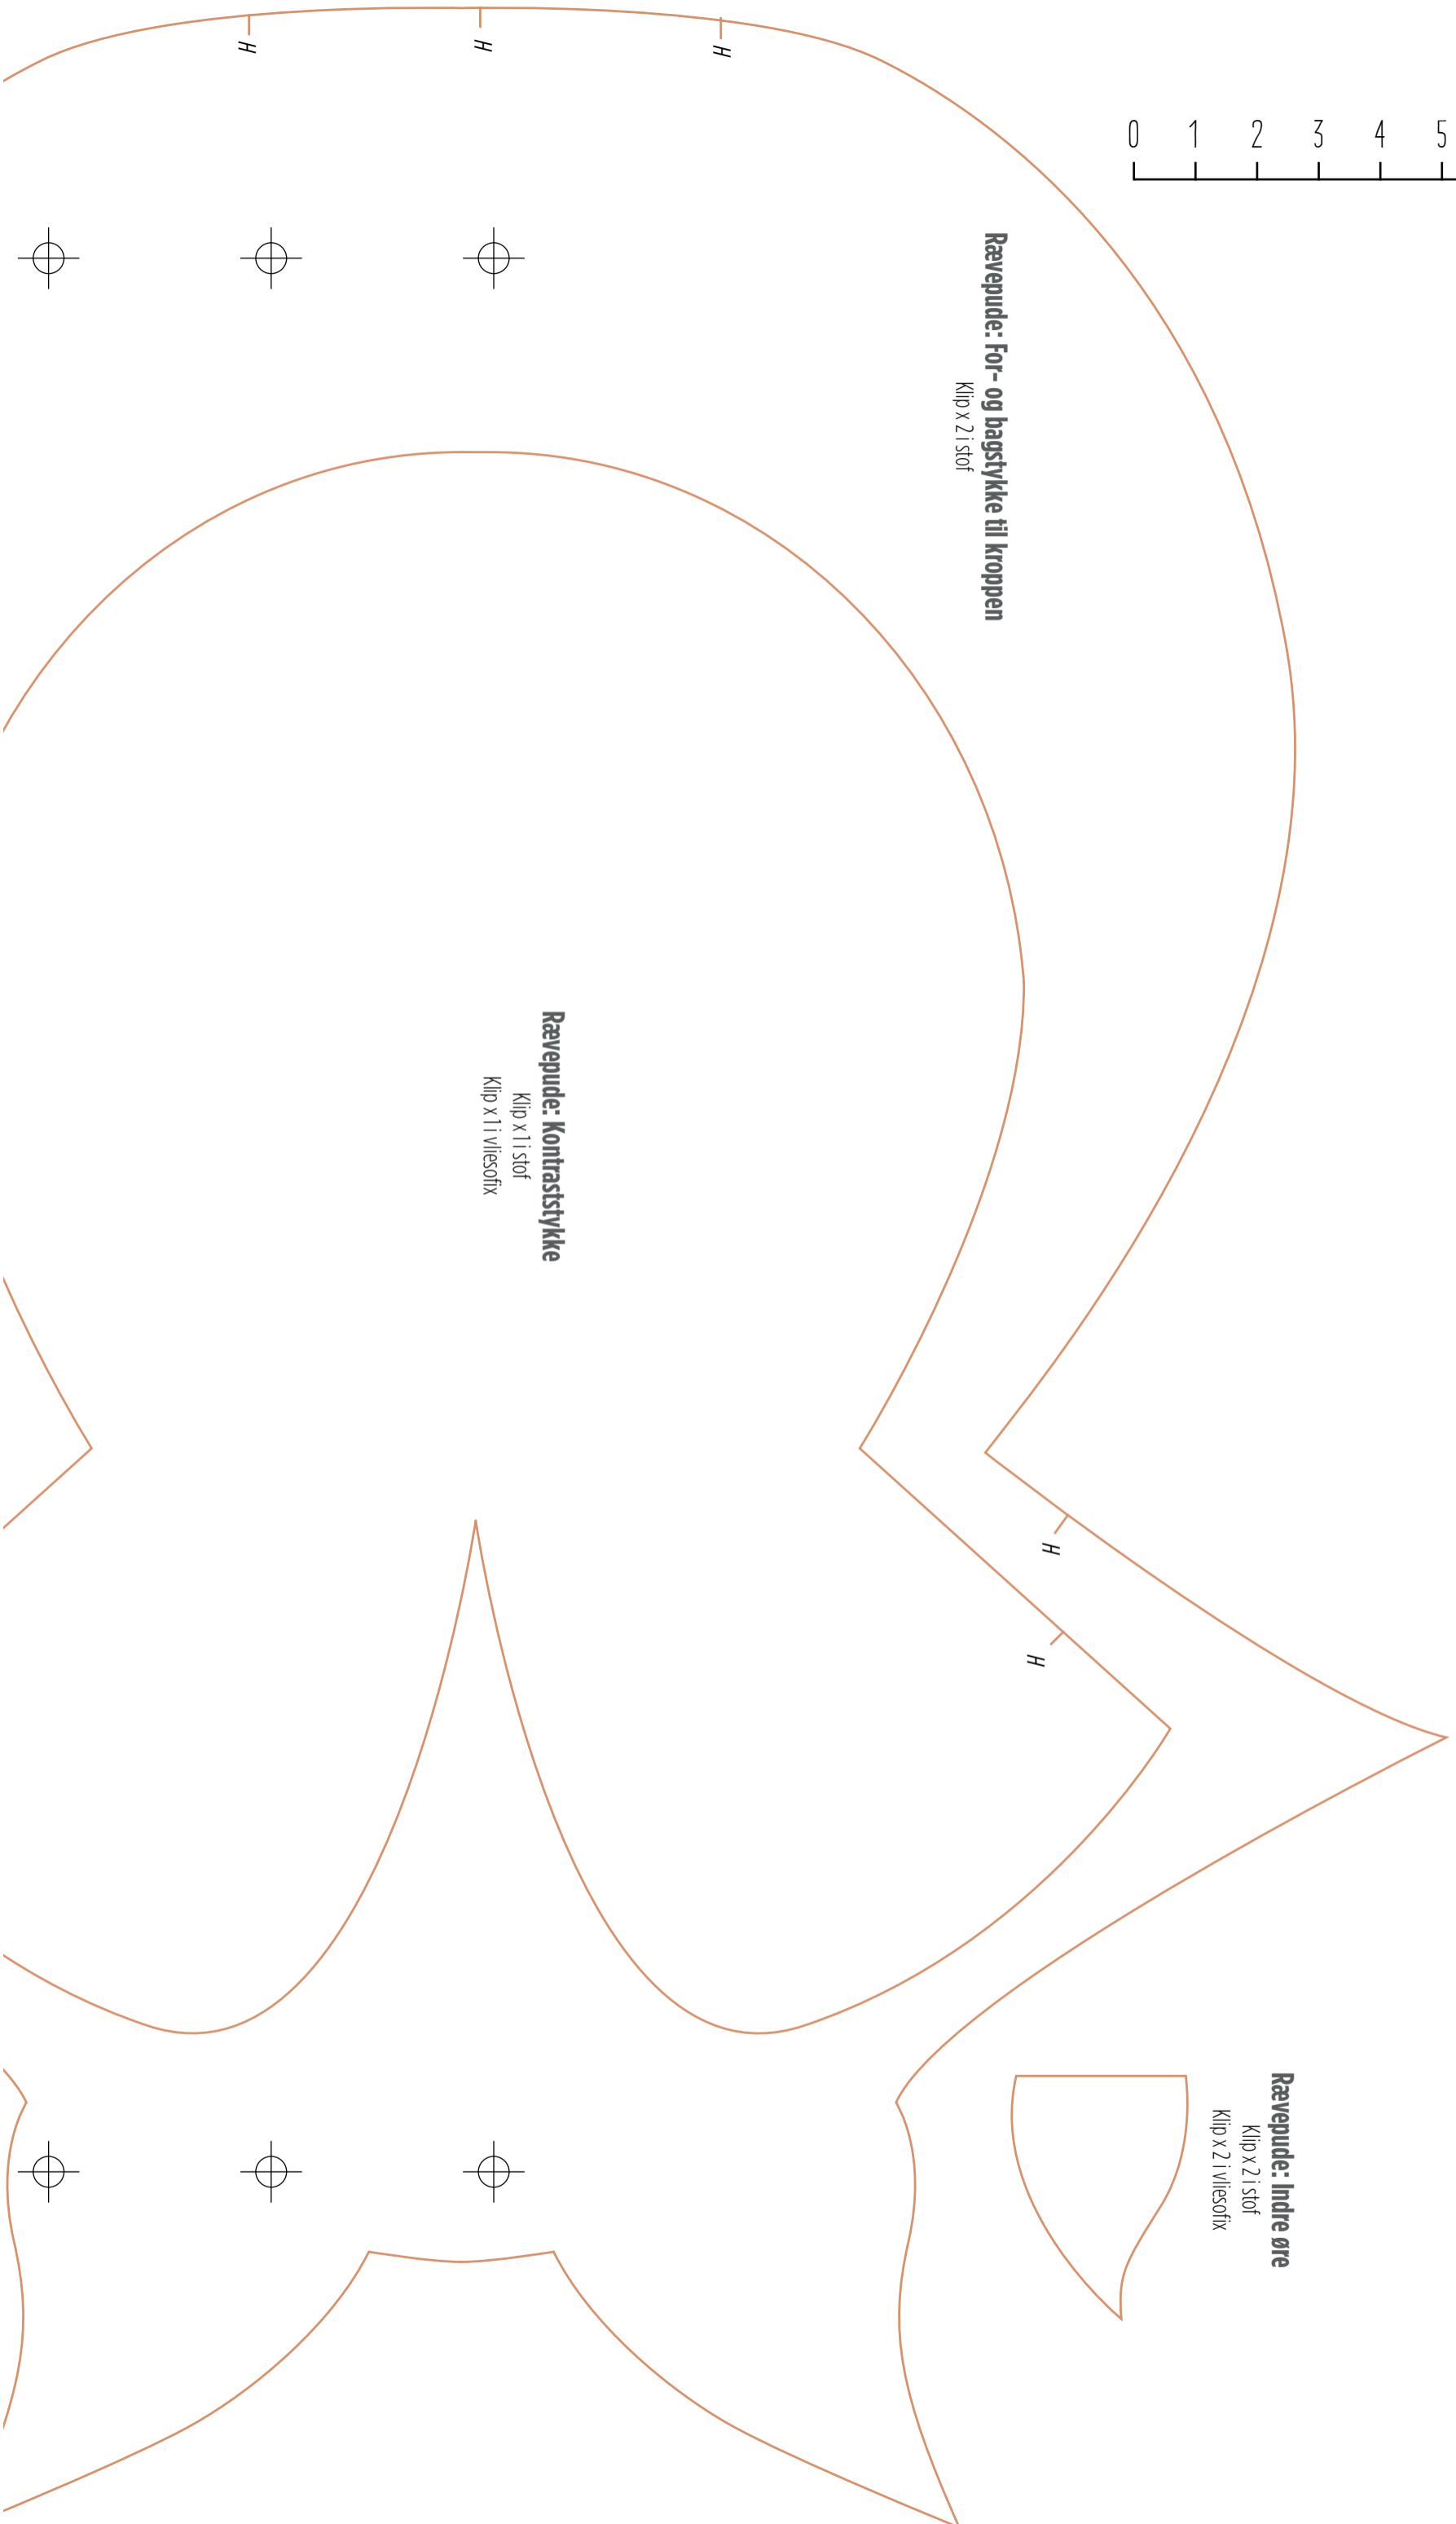 H
H
H
0 1 2 3 4 5
Rævepude: For- og bagstykke til kroppen
Klip x 2 i stof
Rævepude: Kontraststykke
Klip x 1 i stof
Klip x 1 i vliesofix
H
H
Rævepude: Indre øre
Klip x 2 i stof
Klip x 2 i vliesofix